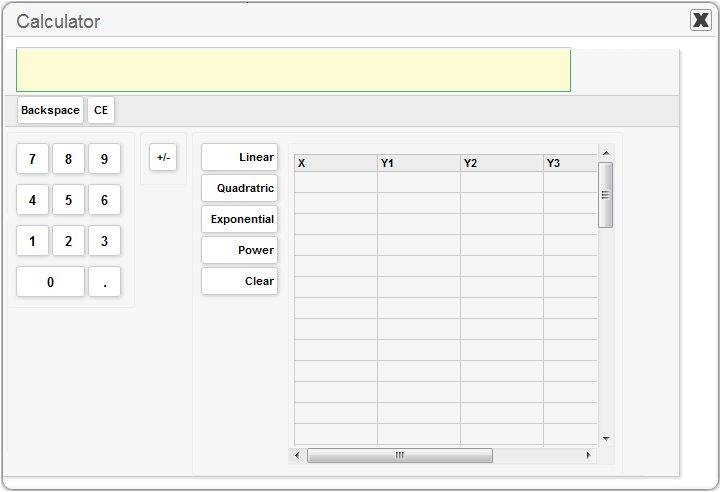 Calculator X
Backspace CE
7 8 9
4 5 6
1 2 3
0 .
+/-
Linear
Quadratric
Exponential
Power
Clear
X Y1 Y2 Y3